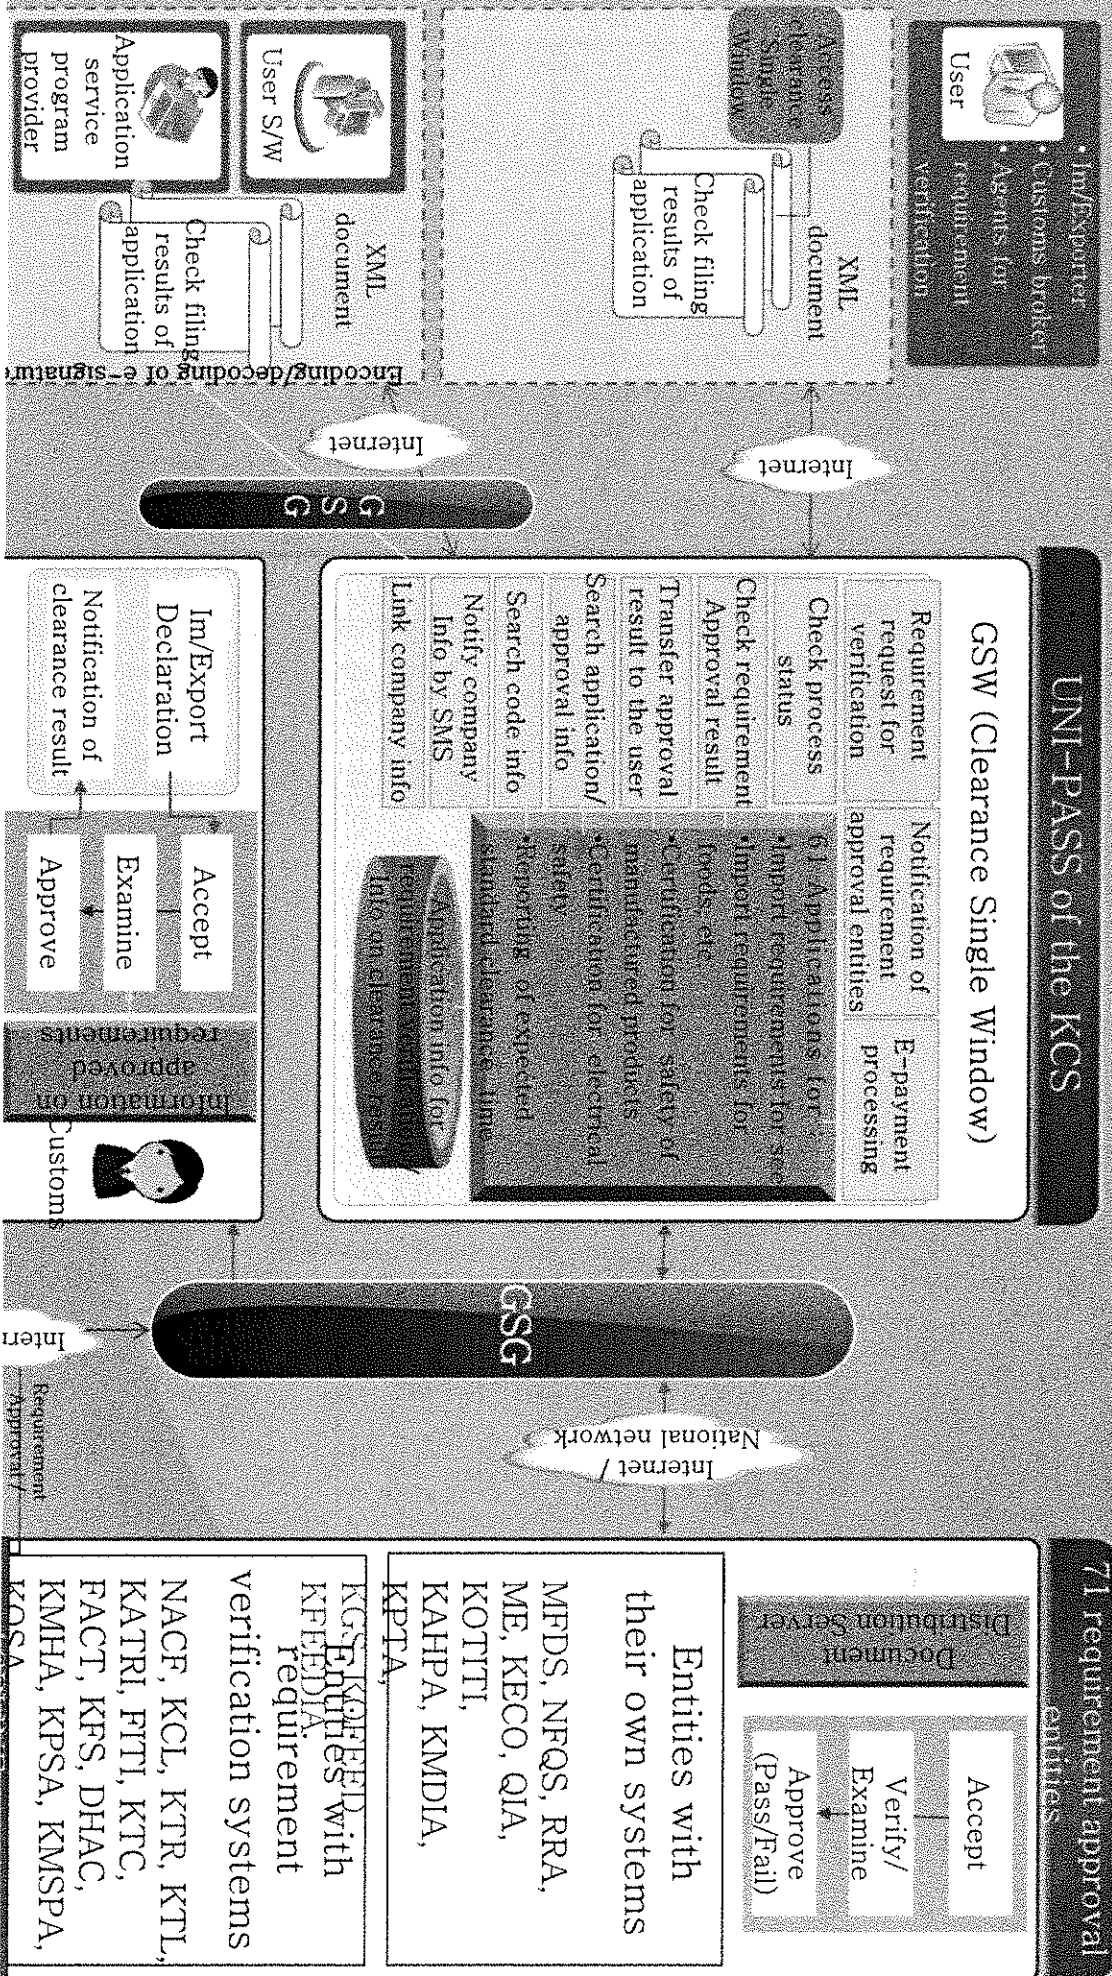 User
• Im/Exporter
• Customs broker
• Agents for
requirement
verification
Access
clearance
Single
Window
XML
document
Check filing
results of
application
User S/W
Application
service
program
provider
XML
document
Check filing
results of
application
Encoding/decoding of e-signature
Internet
Internet
G
S
G
UNI-PASS of the KCS
GSW (Clearance Single Window)
Requirement
request for
verification
Notification of
requirement
approval entities
E-payment
processing
Check process
status
Check requirement
Approval result
Transfer approval
result to the user
Search application/
approval info
Search code info
Notify company
Info by SMS
Link company info
61 Applications for
•Import requirements for
•Import requirements for
foods, etc
•Certification for safety of
manufactured products
•Certification for electrical
safety
•Reporting of expected
standard clearance time
Application info for
requirement
Info on clearance result
Im/Export
Declaration
Notification of
clearance result
Accept
Examine
Approve
Information on
approved
requirements
Customs
GSG
Internet /
National network
Requirement
Approval /
71 requirement approval
entities
Document
Distribution Server
Accept
Verify/
Examine
Approve
(Pass/Fail)
Entities with
their own systems
MFDS, NFQS, RRA,
ME, KECO, QIA,
KOTITI,
KAHPA, KMDIA,
KPTA,
KFEEDIA.
Entities with
requirement
verification systems
NACF, KCL, KTR, KTL,
KATRI, FITI, KTC,
FACT, KFS, DHAC,
KMHA, KPSA, KMSPA,